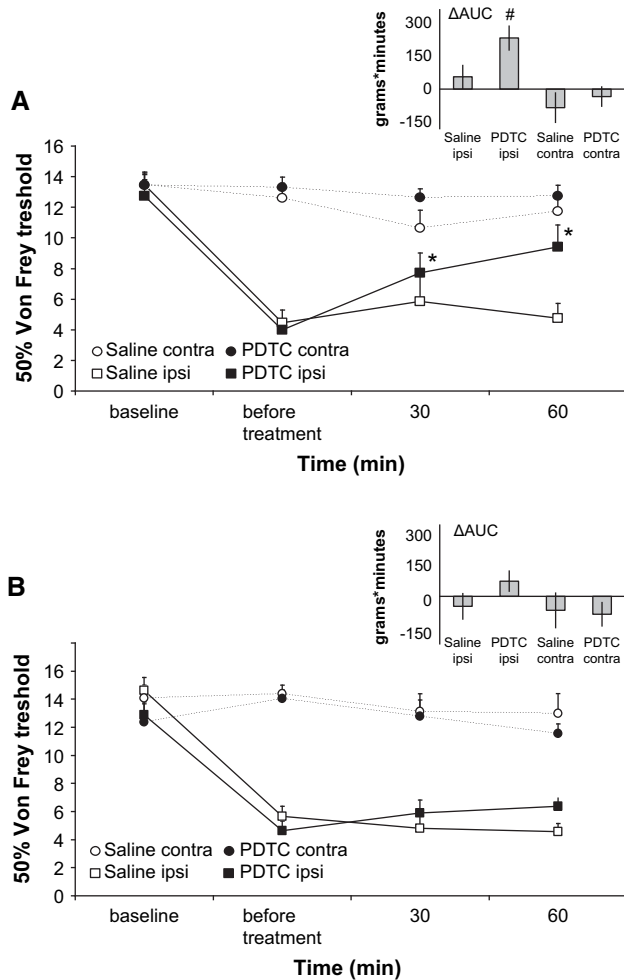 A
ΔAUC
#
300
150
0
-150
grams*minutes
Saline ipsi
PDTC ipsi
Saline contra
PDTC contra
16
14
12
10
8
6
4
2
0
50% Von Frey treshold
*
*
Saline contra
PDTC contra
Saline ipsi
PDTC ipsi
baseline
before treatment
30
60
Time (min)
B
ΔAUC
300
150
0
-150
grams*minutes
Saline ipsi
PDTC ipsi
Saline contra
PDTC contra
16
14
12
10
8
6
4
2
0
50% Von Frey treshold
Saline contra
PDTC contra
Saline ipsi
PDTC ipsi
baseline
before treatment
30
60
Time (min)